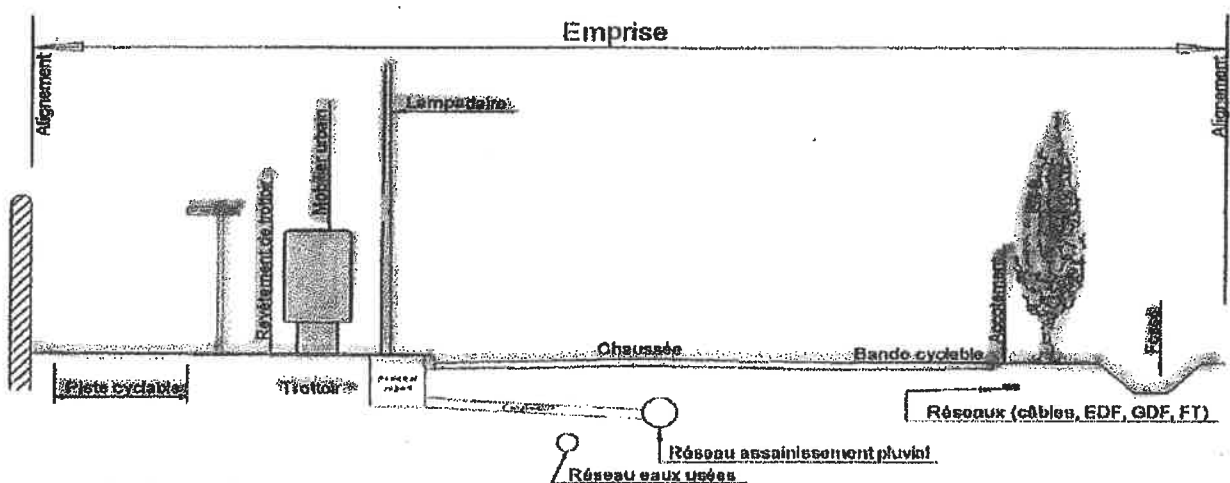 Emprise
Alignement
Alignement
Lampadaire
Mobilier urbain
Revêtement de trottoir
Accotement
Fossé
Chaussée
Bande cyclable
Piste cyclable
Trottoir
Réseaux (câbles, EDF, GDF, FT)
Réseau assainissement pluvial
Réseau eaux usées